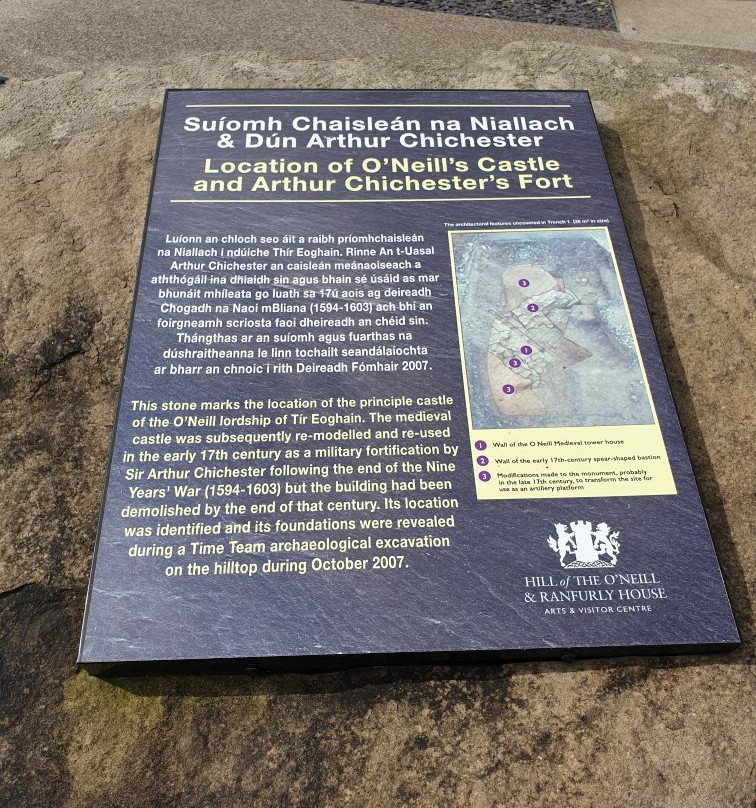 Suíomh Chaisleán na Niallach
& Dún Arthur Chichester
Location of O'Neill's Castle
and Arthur Chichester's Fort
Luíonn an chloch seo áit a raibh príomhchaisleán
na Niallach i ndúiche Thír Eoghain. Rinne An t-Uasal
Arthur Chichester an caisleán meánaoiseach a
aththógáil ina dhiaidh sin agus bhain sé úsáid as mar
bhunáit mhíleata go luath sa 17ú aois ag deireadh
Chogadh na Naoi mBliana (1594-1603) ach bhí an
foirgneamh scriosta faoi dheireadh an chéid sin.
Thángthas ar an suíomh agus fuarthas na
dúshraitheanna le linn tochailt seandálaíochta
ar bharr an chnoic i rith Deireadh Fómhair 2007.
This stone marks the location of the principle castle
of the O'Neill lordship of Tír Eoghain. The medieval
castle was subsequently re-modelled and re-used
in the early 17th century as a military fortification by
Sir Arthur Chichester following the end of the Nine
Years' War (1594-1603) but the building had been
demolished by the end of that century. Its location
was identified and its foundations were revealed
during a Time Team archaeological excavation
on the hilltop during October 2007.
The architectural features uncovered in Trench 1. (36 m² in size)
3
2
1
3
3
1 Wall of the O Neill Medieval tower house
2 Wall of the early 17th-century spear-shaped bastion
3 Modifications made to the monument, probably
in the late 17th century, to transform the site for
use as an artillery platform
HILL of THE O'NEILL
& RANFURLY HOUSE
ARTS & VISITOR CENTRE